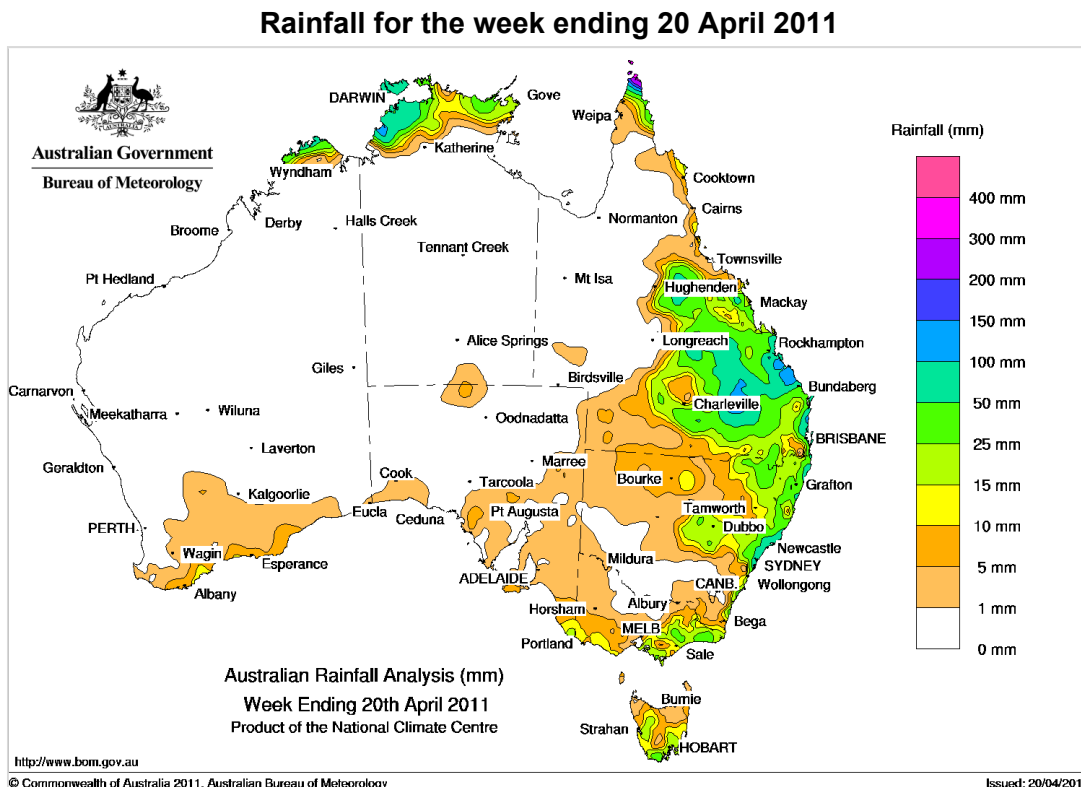 Rainfall for the week ending 20 April 2011
Australian Government
Bureau of Meteorology
DARWIN
Gove
Weipa
Katherine
Wyndham
Cooktown
Cairns
Normanton
Derby
Halls Creek
Broome
Tennant Creek
Townsville
Pt Hedland
Mt Isa
Hughenden
Mackay
Alice Springs
Longreach
Rockhampton
Giles
Birdsville
Carnarvon
Bundaberg
Meekatharra
Wiluna
Oodnadatta
Charleville
BRISBANE
Laverton
Geraldton
Marree
Cook
Tarcoola
Bourke
Grafton
Kalgoorlie
Pt Augusta
Tamworth
Eucla
Ceduna
Dubbo
PERTH
Wagin
Esperance
Mildura
Newcastle
SYDNEY
Wollongong
ADELAIDE
CANB.
Albany
Horsham
Albury
MELB
Bega
Portland
Sale
Burnie
Strahan
HOBART
Rainfall (mm)
400 mm
300 mm
200 mm
150 mm
100 mm
50 mm
25 mm
15 mm
10 mm
5 mm
1 mm
0 mm
Australian Rainfall Analysis (mm)
Week Ending 20th April 2011
Product of the National Climate Centre
http://www.bom.gov.au
© Commonwealth of Australia 2011, Australian Bureau of Meteorology
Issued: 20/04/201